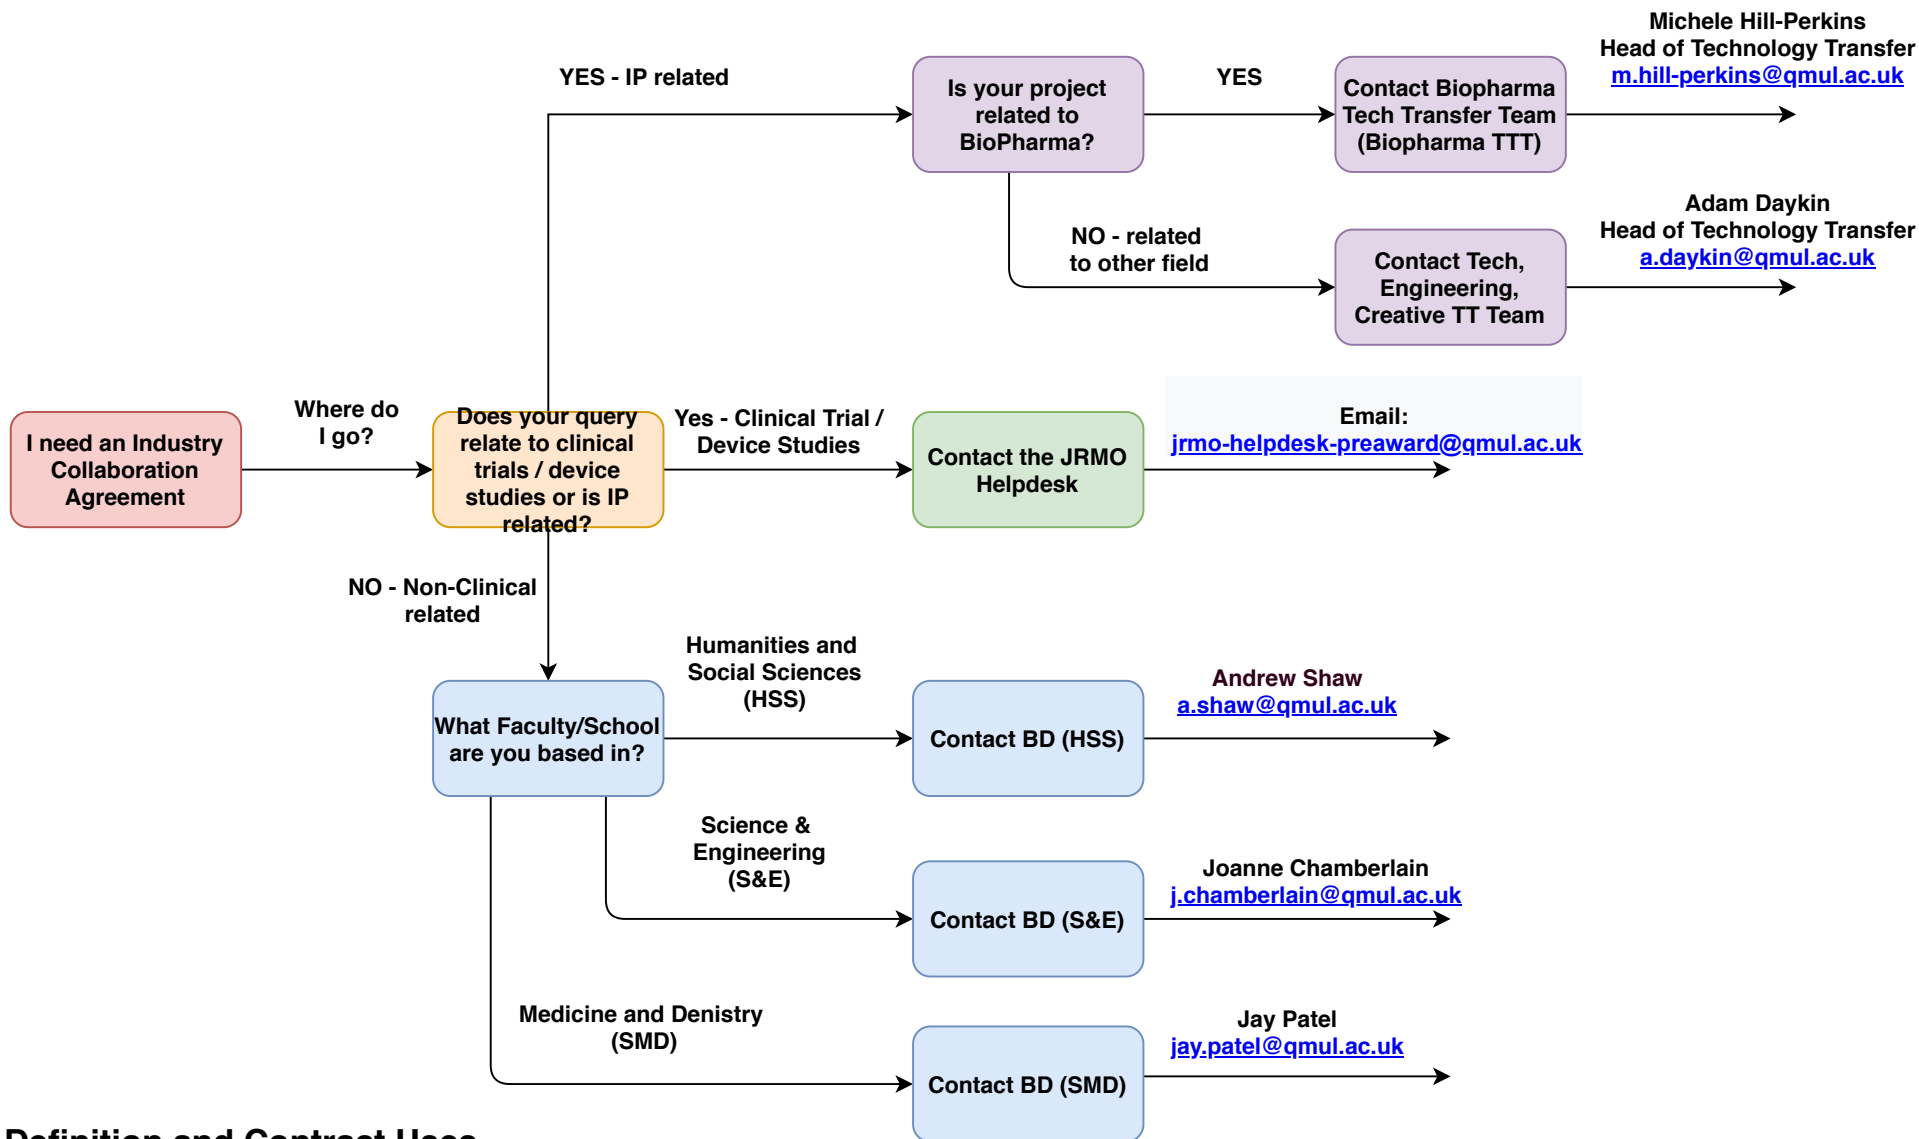 Michele Hill-Perkins
Head of Technology Transfer
m.hill-perkins@qmul.ac.uk
YES - IP related
Is your project
related to
BioPharma?
YES
Contact Biopharma
Tech Transfer Team
(Biopharma TTT)
NO - related
to other field
Contact Tech,
Engineering,
Creative TT Team
Adam Daykin
Head of Technology Transfer
a.daykin@qmul.ac.uk
I need an Industry
Collaboration
Agreement
Where do
I go?
Does your query
relate to clinical
trials / device
studies or is IP
related?
Yes - Clinical Trial /
Device Studies
Contact the JRMO
Helpdesk
Email:
jrmo-helpdesk-preaward@qmul.ac.uk
NO - Non-Clinical
related
What Faculty/School
are you based in?
Humanities and
Social Sciences
(HSS)
Contact BD (HSS)
Andrew Shaw
a.shaw@qmul.ac.uk
Science &
Engineering
(S&E)
Contact BD (S&E)
Joanne Chamberlain
j.chamberlain@qmul.ac.uk
Medicine and Denistry
(SMD)
Contact BD (SMD)
Jay Patel
jay.patel@qmul.ac.uk
Definition and Contract Uses